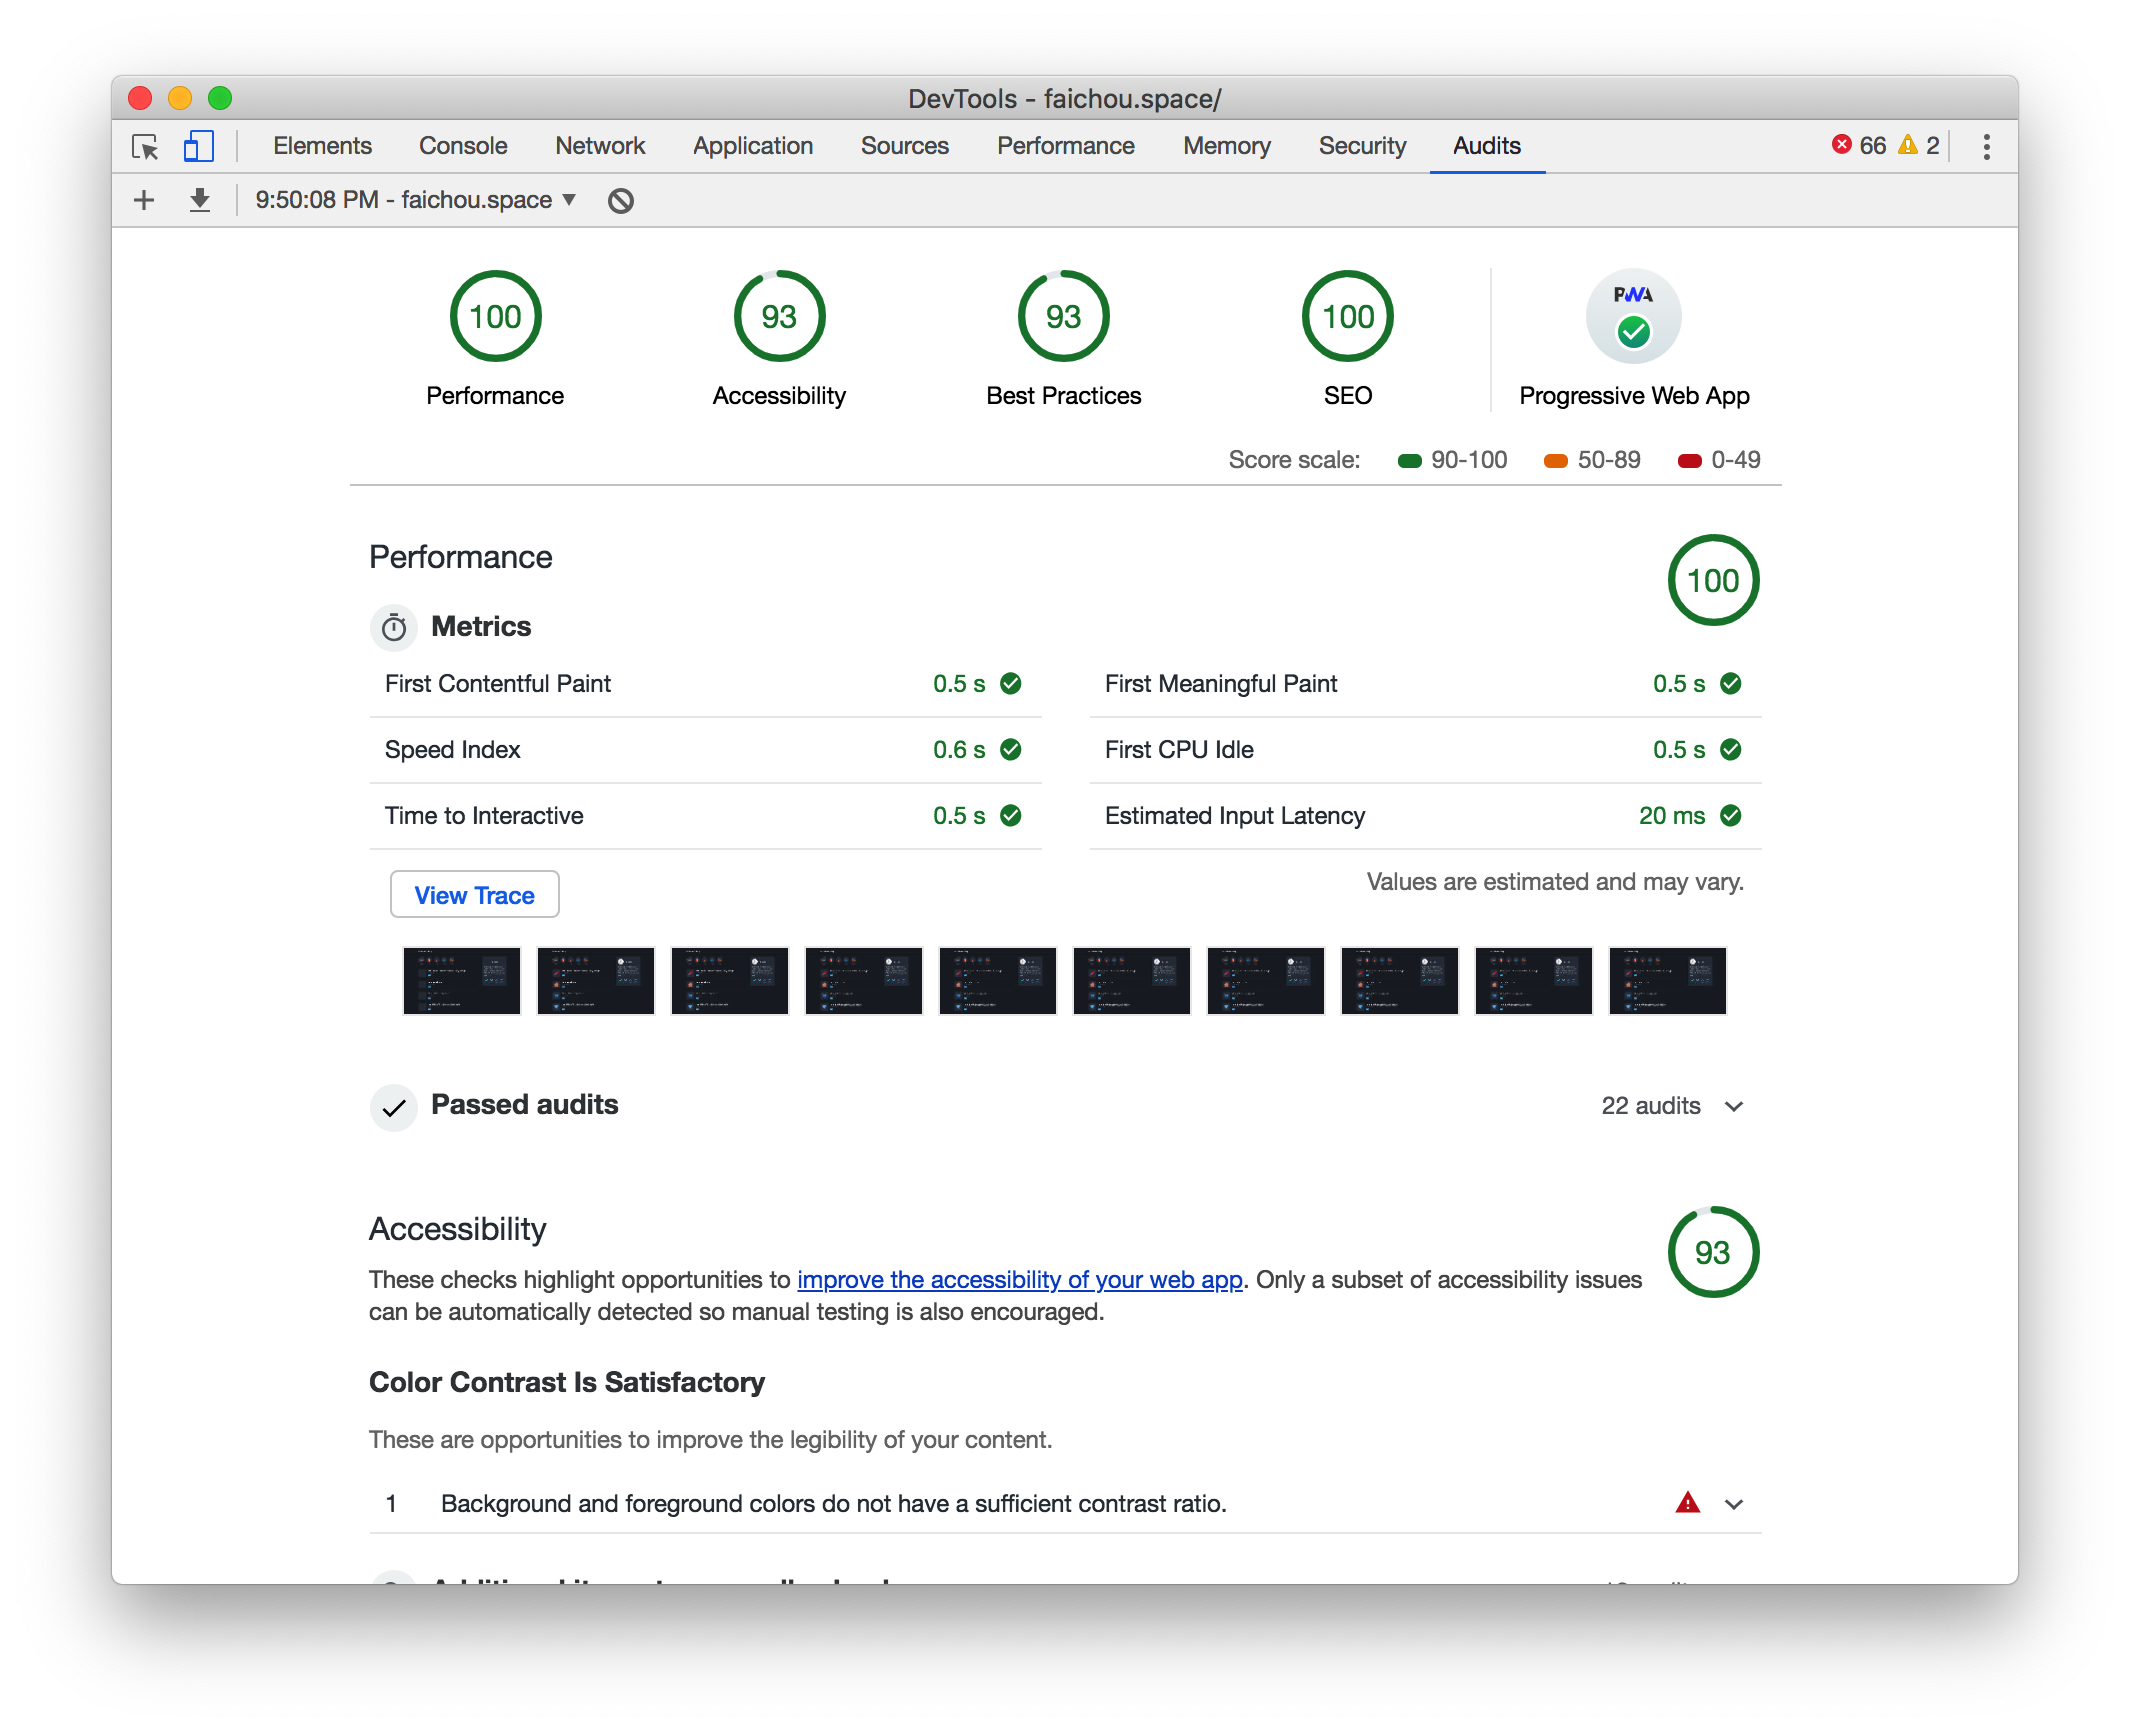 DevTools - faichou.space/
Elements Console Network Application Sources Performance Memory Security Audits 66 2
9:50:08 PM - faichou.space
100 93 93 100 PWA
Performance Accessibility Best Practices SEO Progressive Web App
Score scale: 90-100 50-89 0-49
Performance
100
Metrics
First Contentful Paint 0.5 s First Meaningful Paint 0.5 s
Speed Index 0.6 s First CPU Idle 0.5 s
Time to Interactive 0.5 s Estimated Input Latency 20 ms
View Trace Values are estimated and may vary.
Passed audits 22 audits
Accessibility
93
These checks highlight opportunities to improve the accessibility of your web app. Only a subset of accessibility issues
can be automatically detected so manual testing is also encouraged.
Color Contrast Is Satisfactory
These are opportunities to improve the legibility of your content.
1 Background and foreground colors do not have a sufficient contrast ratio.